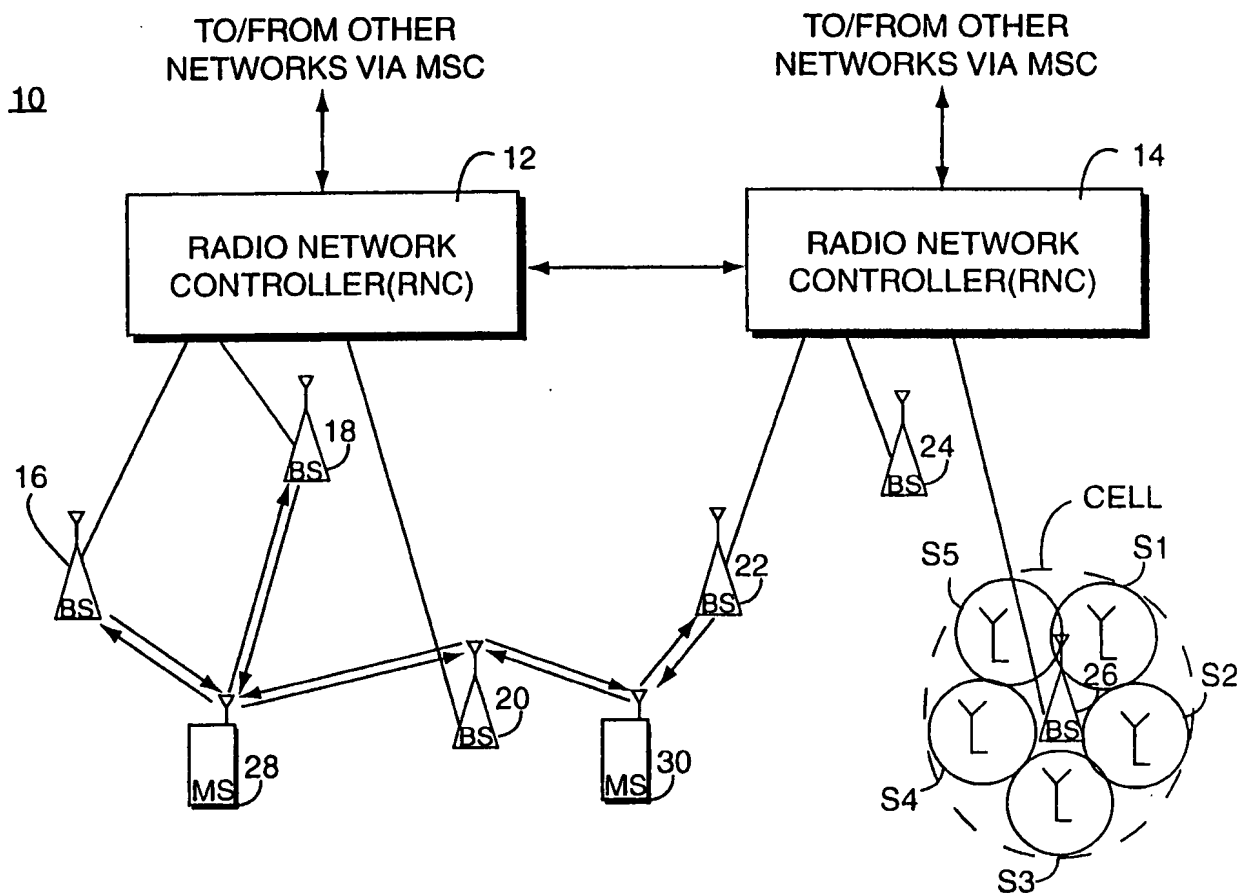 TO/FROM OTHER
NETWORKS VIA MSC
TO/FROM OTHER
NETWORKS VIA MSC
10
12
14
RADIO NETWORK
CONTROLLER(RNC)
RADIO NETWORK
CONTROLLER(RNC)
18
BS
24
BS
16
BS
22
BS
CELL
S5
S1
S2
26
BS
S4
S3
20
BS
28
MS
30
MS